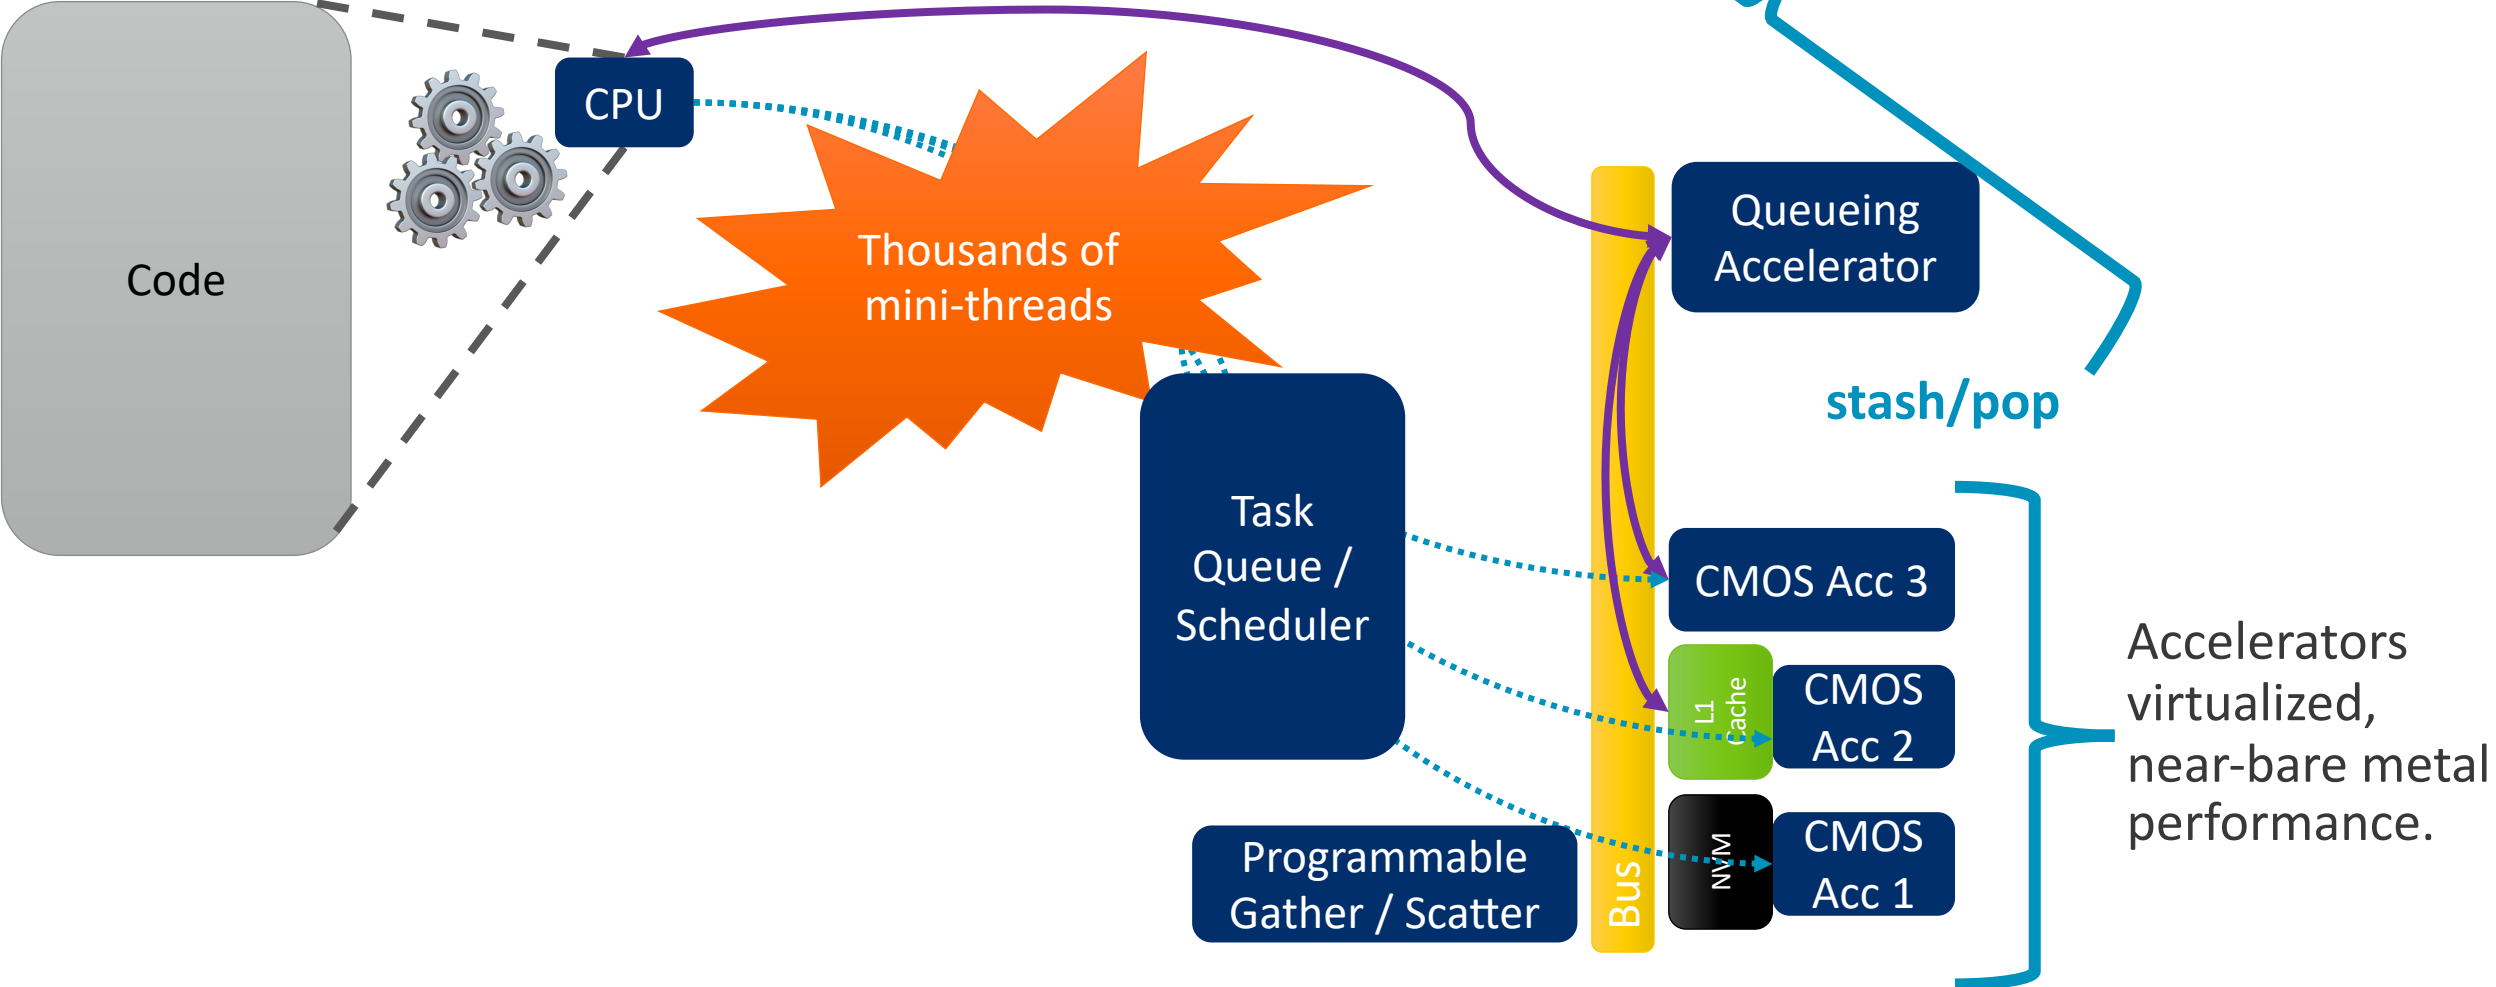 CPU
Code
Thousands of
mini-threads
Queueing
Accelerator
stash/pop
Task
Queue /
Scheduler
CMOS Acc 3
L1
Cache
CMOS
Acc 2
NVM
CMOS
Acc 1
Programmable
Gather / Scatter
Bus
Accelerators
virtualized,
near-bare metal
performance.